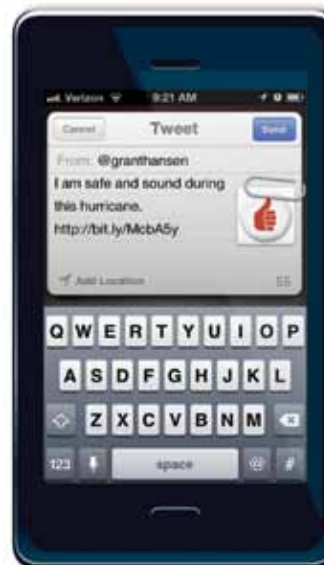 Verizon 9:21 AM
Cancel Tweet Send
From: @granthansen
I am safe and sound during
this hurricane.
http://bit.ly/McbA5y
Add Location 55
Q W E R T Y U I O P
A S D F G H J K L
Z X C V B N M
123 space @ #